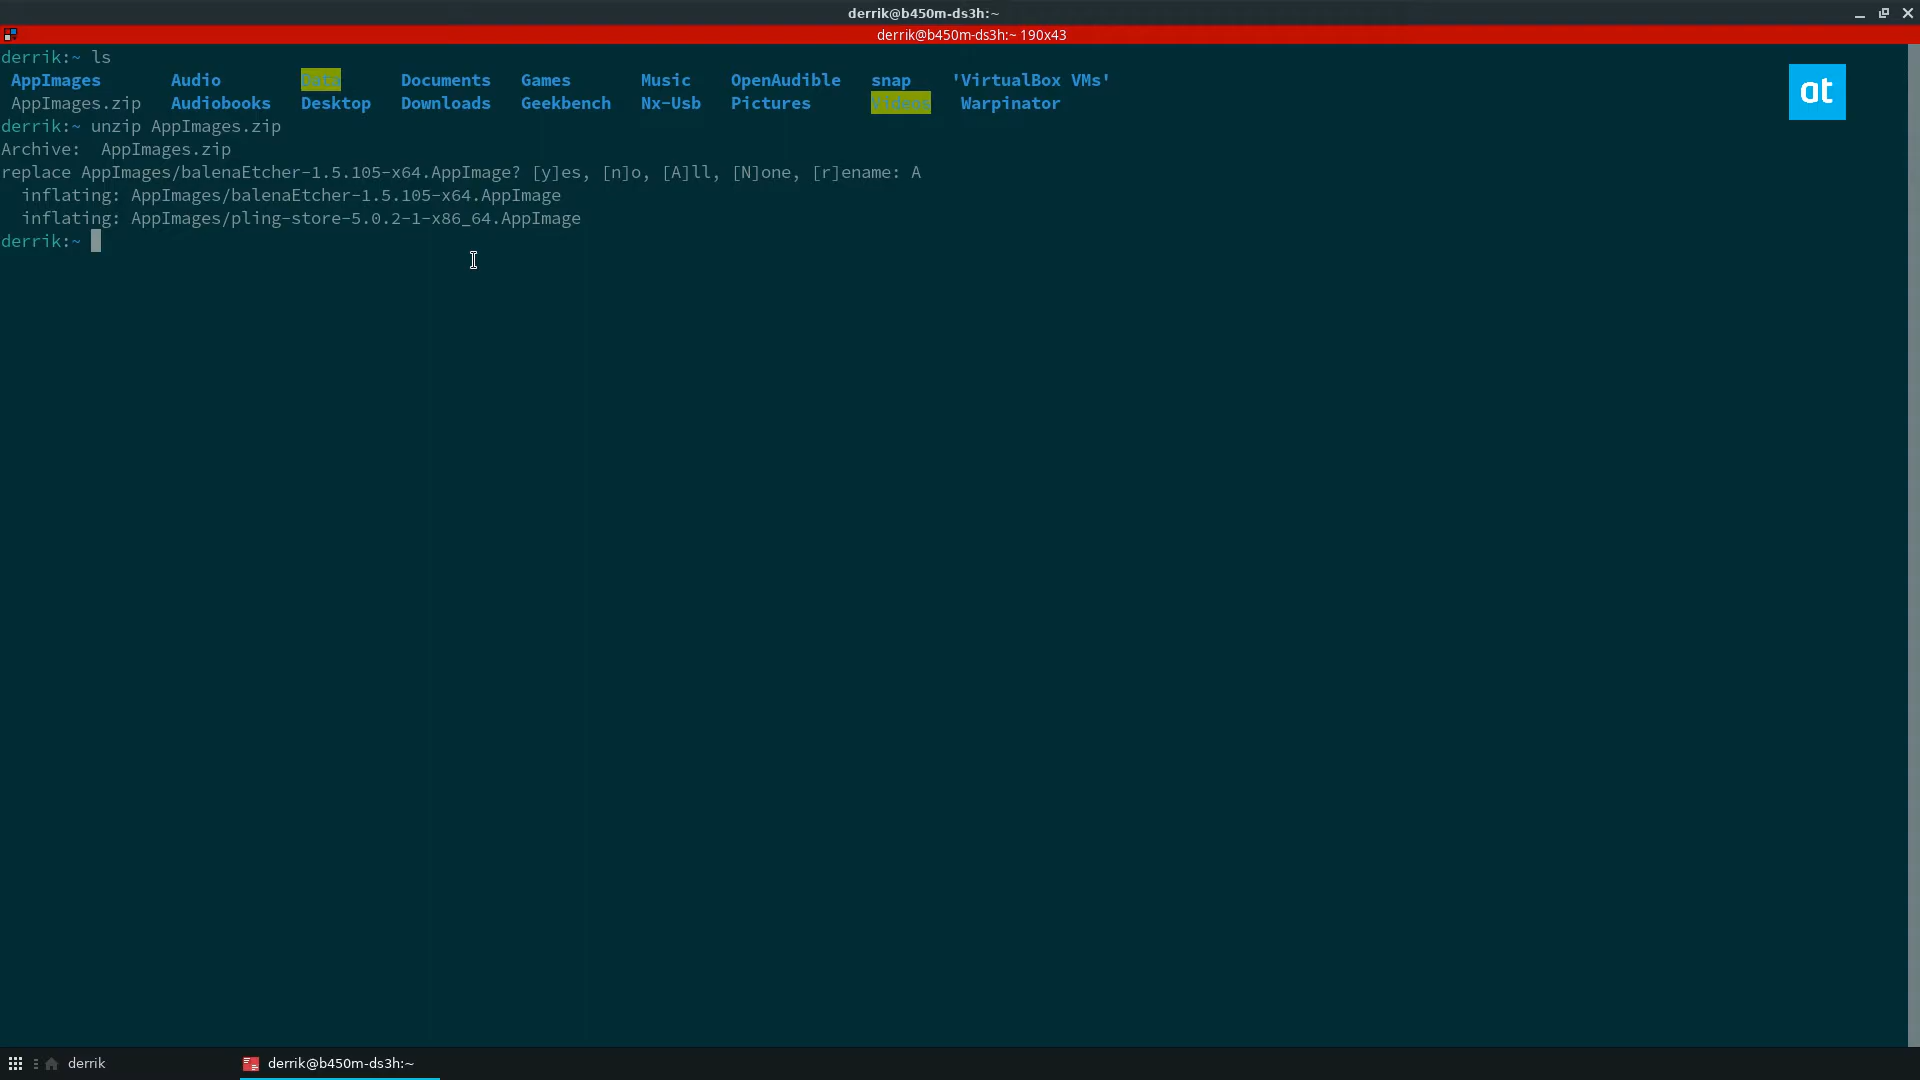 derrik@b450m-ds3h:~
derrik@b450m-ds3h:~ 190x43
derrik:~ ls
AppImages Audio Data Documents Games Music OpenAudible snap 'VirtualBox VMs'
AppImages.zip Audiobooks Desktop Downloads Geekbench Nx-Usb Pictures Videos Warpinator
at
derrik:~ unzip AppImages.zip
Archive:  AppImages.zip
replace AppImages/balenaEtcher-1.5.105-x64.AppImage? [y]es, [n]o, [A]ll, [N]one, [r]ename: A
  inflating: AppImages/balenaEtcher-1.5.105-x64.AppImage
  inflating: AppImages/pling-store-5.0.2-1-x86_64.AppImage
derrik:~
derrik derrik@b450m-ds3h:~